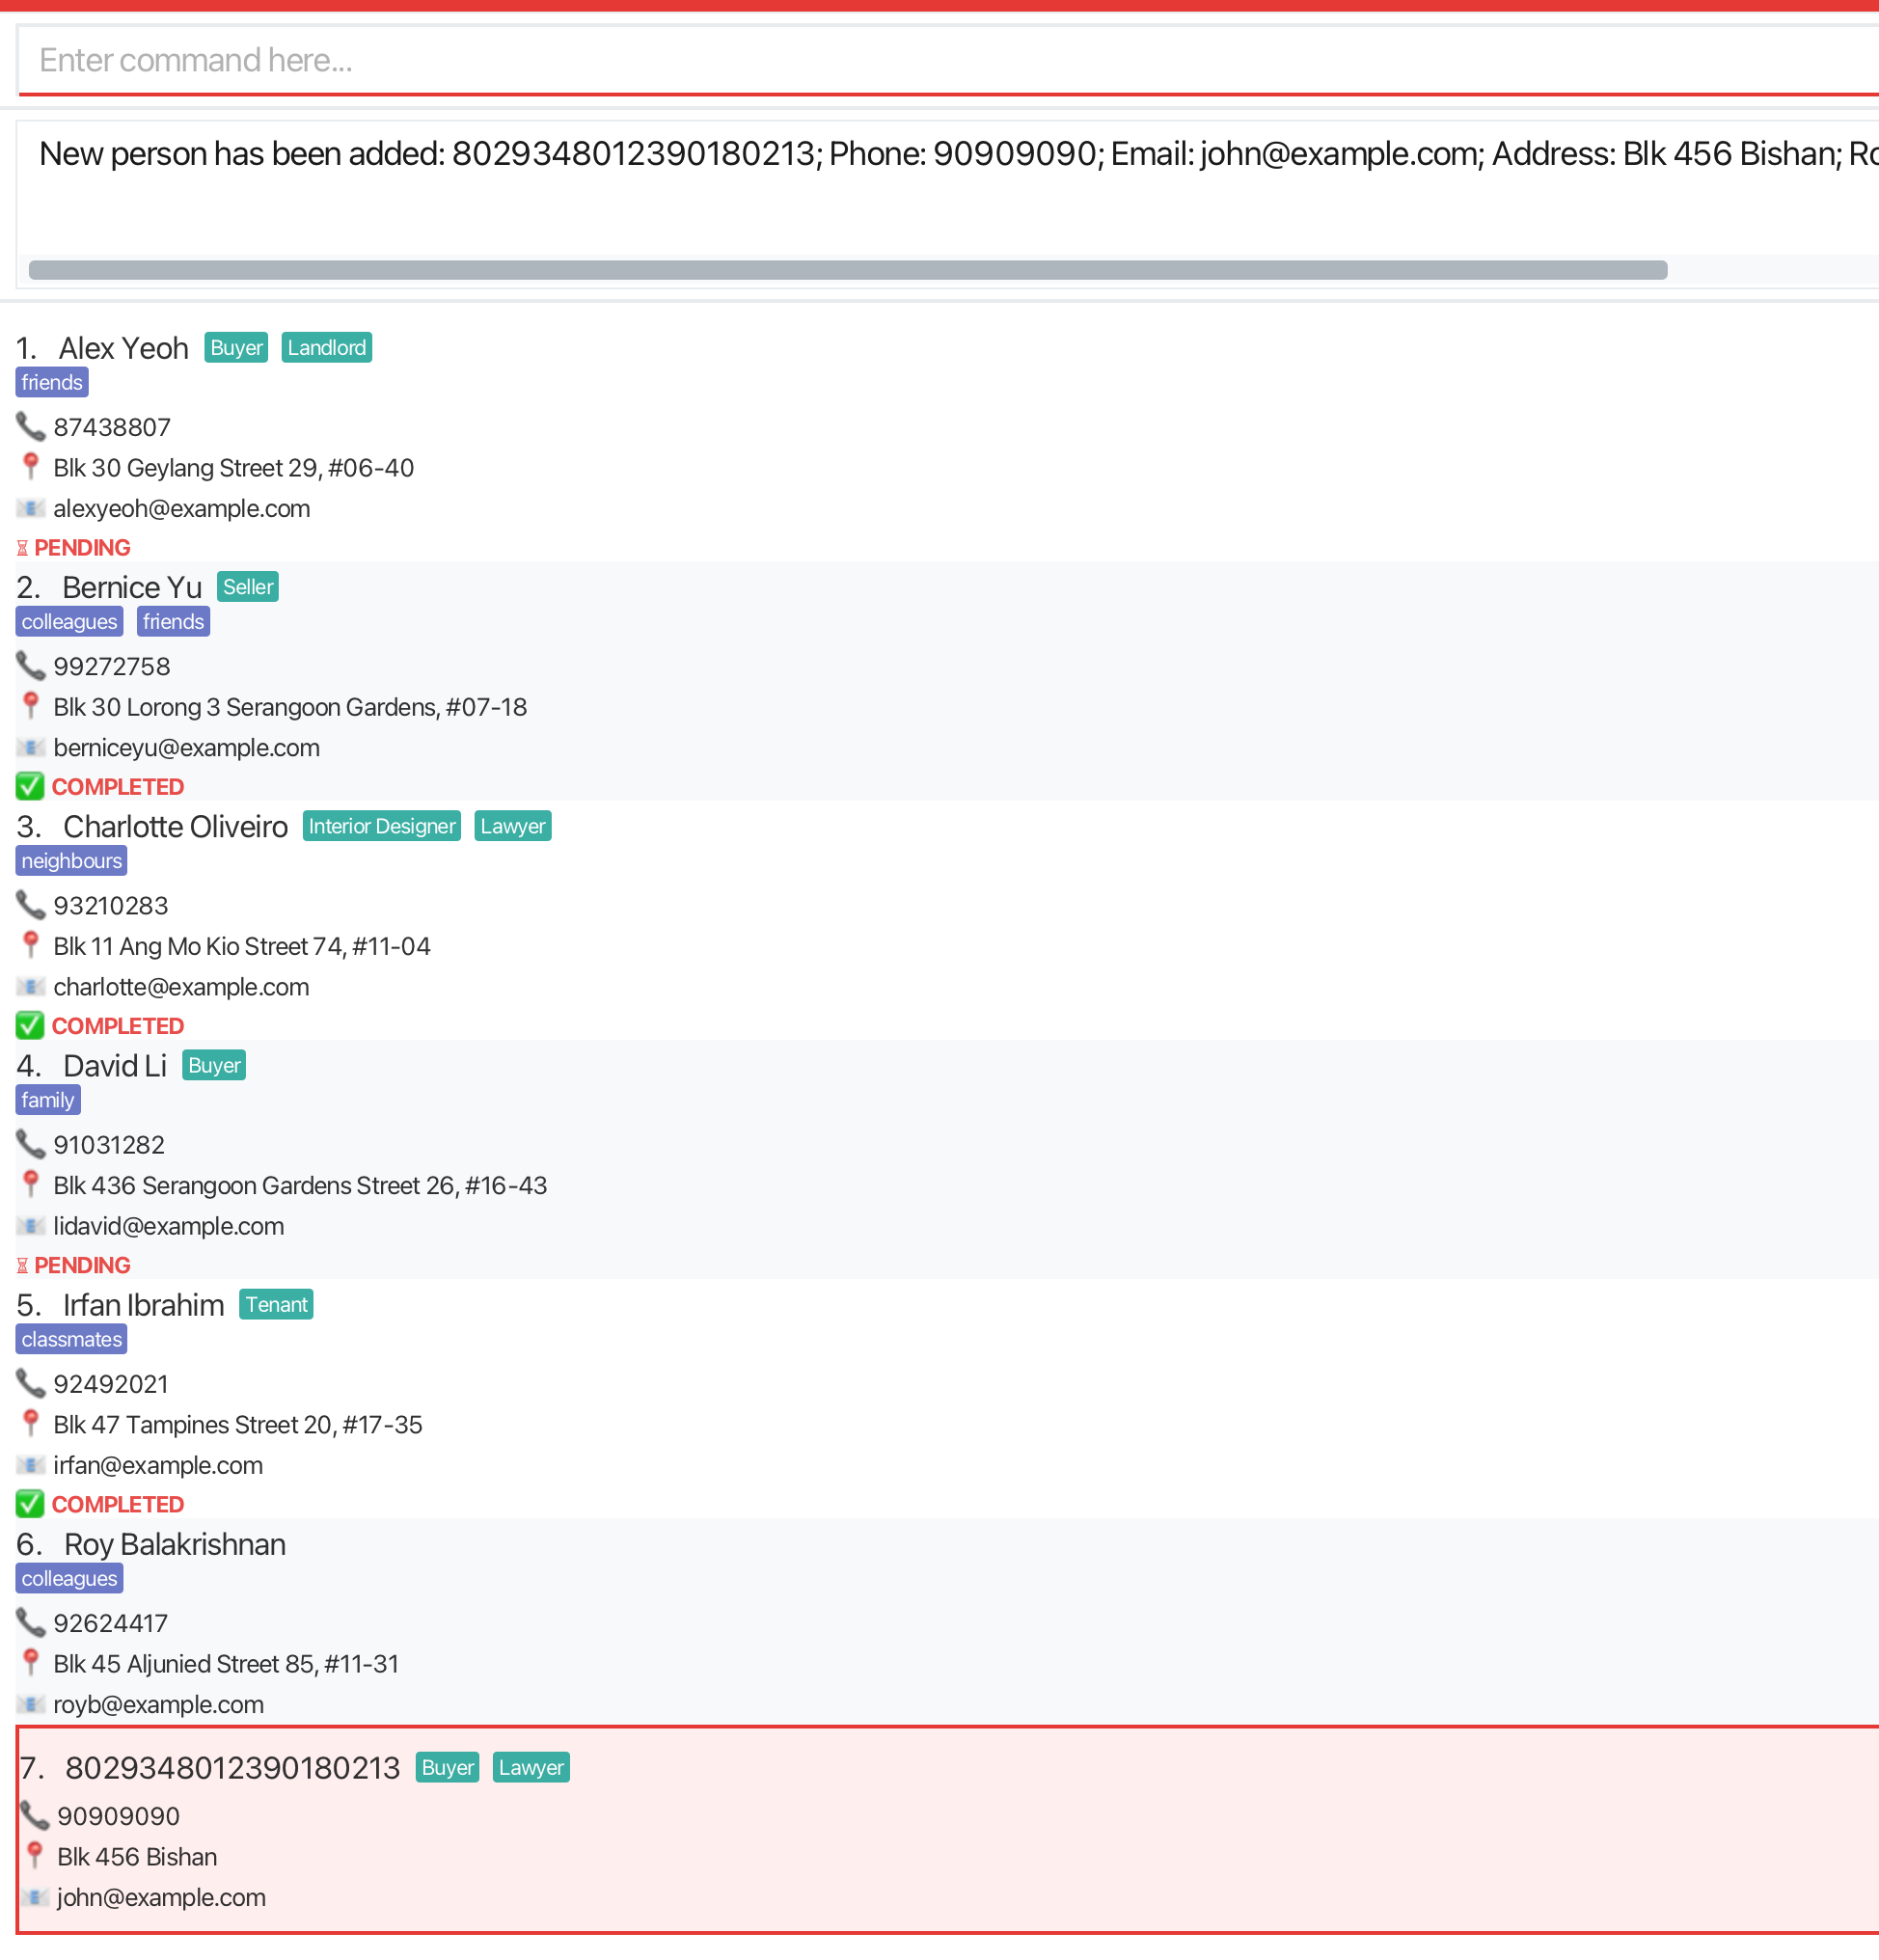 Enter command here...
New person has been added: 8029348012390180213; Phone: 90909090; Email: john@example.com; Address: Blk 456 Bishan;
1. Alex Yeoh Buyer Landlord
friends
87438807
Blk 30 Geylang Street 29, #06-40
alexyeoh@example.com
PENDING
2. Bernice Yu Seller
colleagues friends
99272758
Blk 30 Lorong 3 Serangoon Gardens, #07-18
berniceyu@example.com
COMPLETED
3. Charlotte Oliveiro Interior Designer Lawyer
neighbours
93210283
Blk 11 Ang Mo Kio Street 74, #11-04
charlotte@example.com
COMPLETED
4. David Li Buyer
family
91031282
Blk 436 Serangoon Gardens Street 26, #16-43
lidavid@example.com
PENDING
5. Irfan Ibrahim Tenant
classmates
92492021
Blk 47 Tampines Street 20, #17-35
irfan@example.com
COMPLETED
6. Roy Balakrishnan
colleagues
92624417
Blk 45 Aljunied Street 85, #11-31
royb@example.com
7. 8029348012390180213 Buyer Lawyer
90909090
Blk 456 Bishan
john@example.com